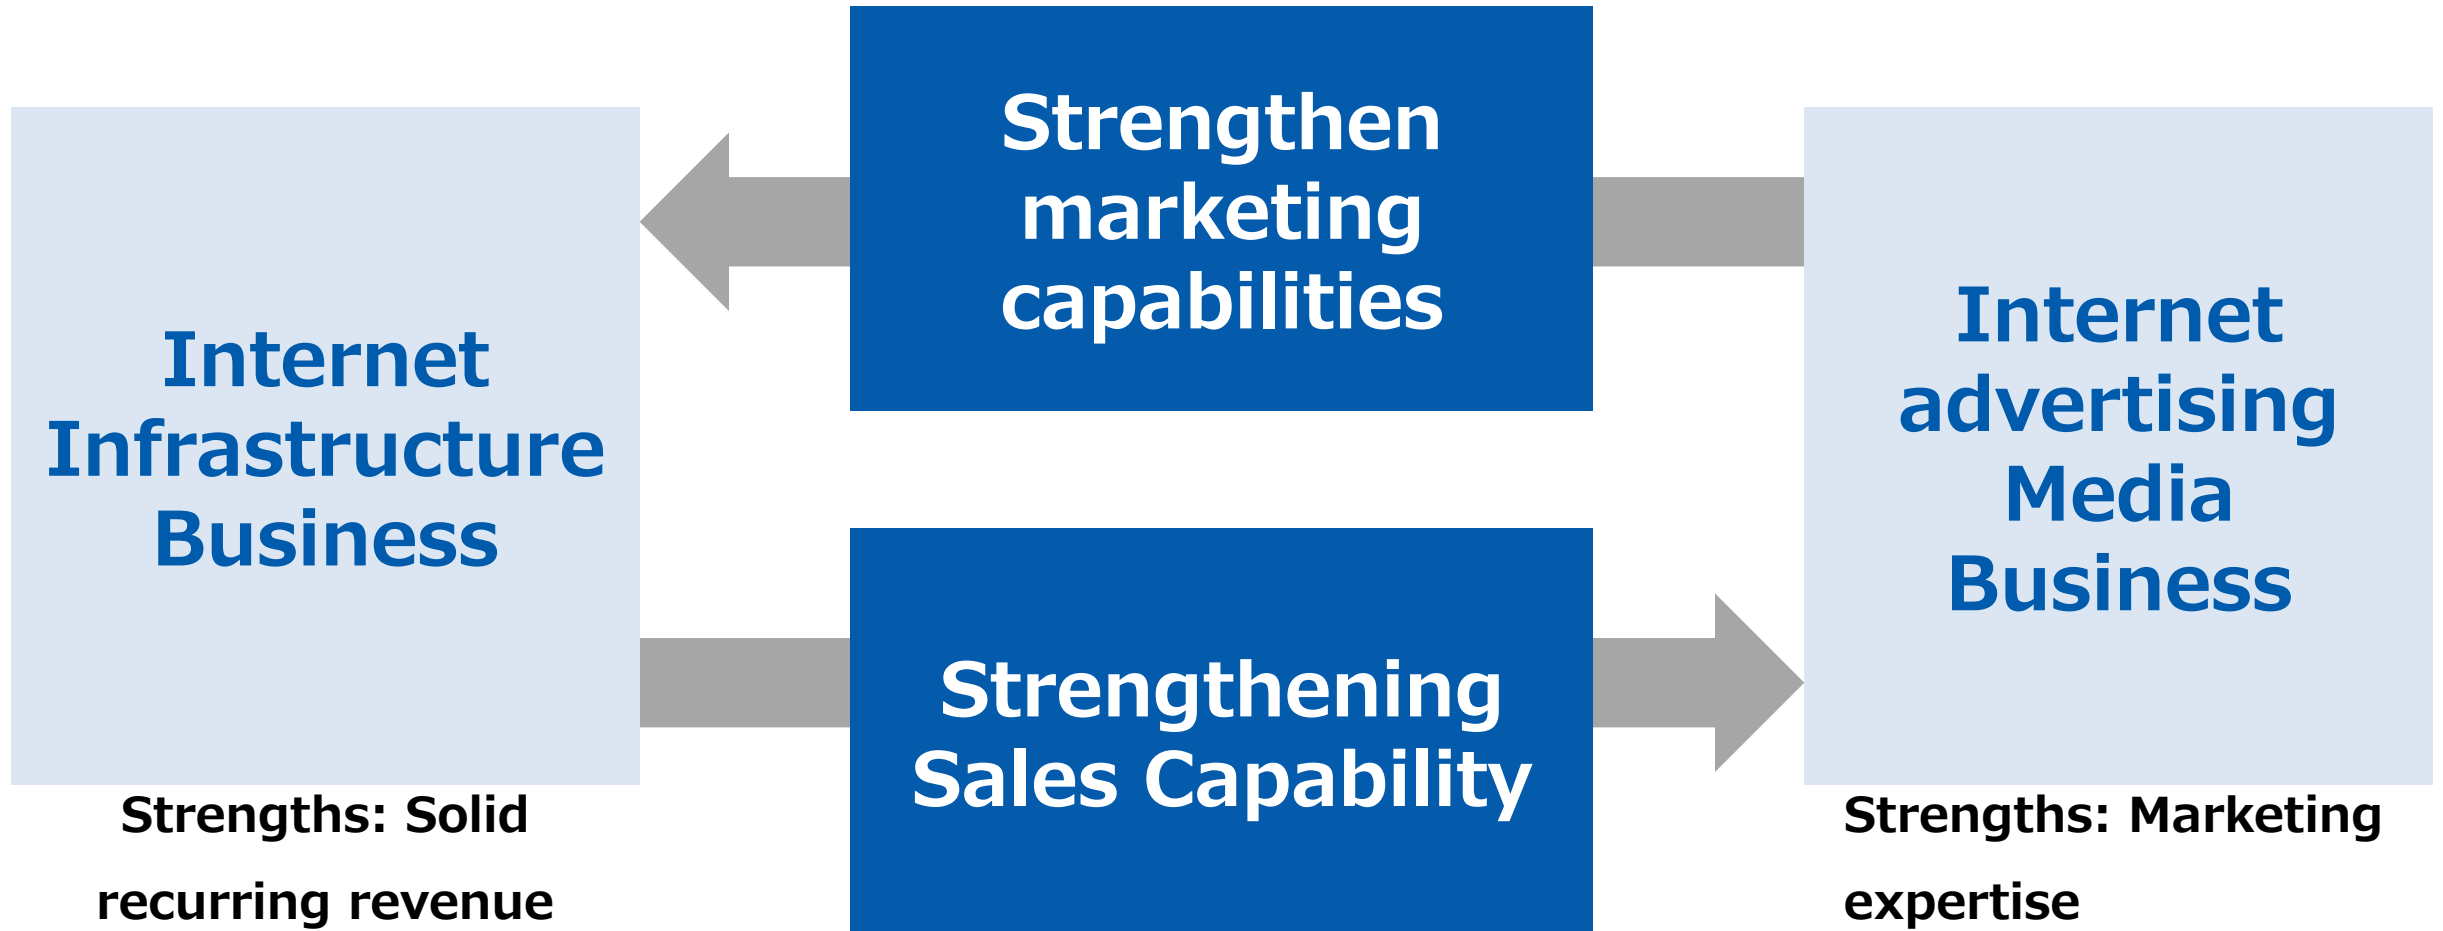 Strengthen
marketing
capabilities
Internet
Infrastructure
Business
Internet
advertising
Media
Business
Strengthening
Sales Capability
Strengths: Solid
recurring revenue
Strengths: Marketing
expertise